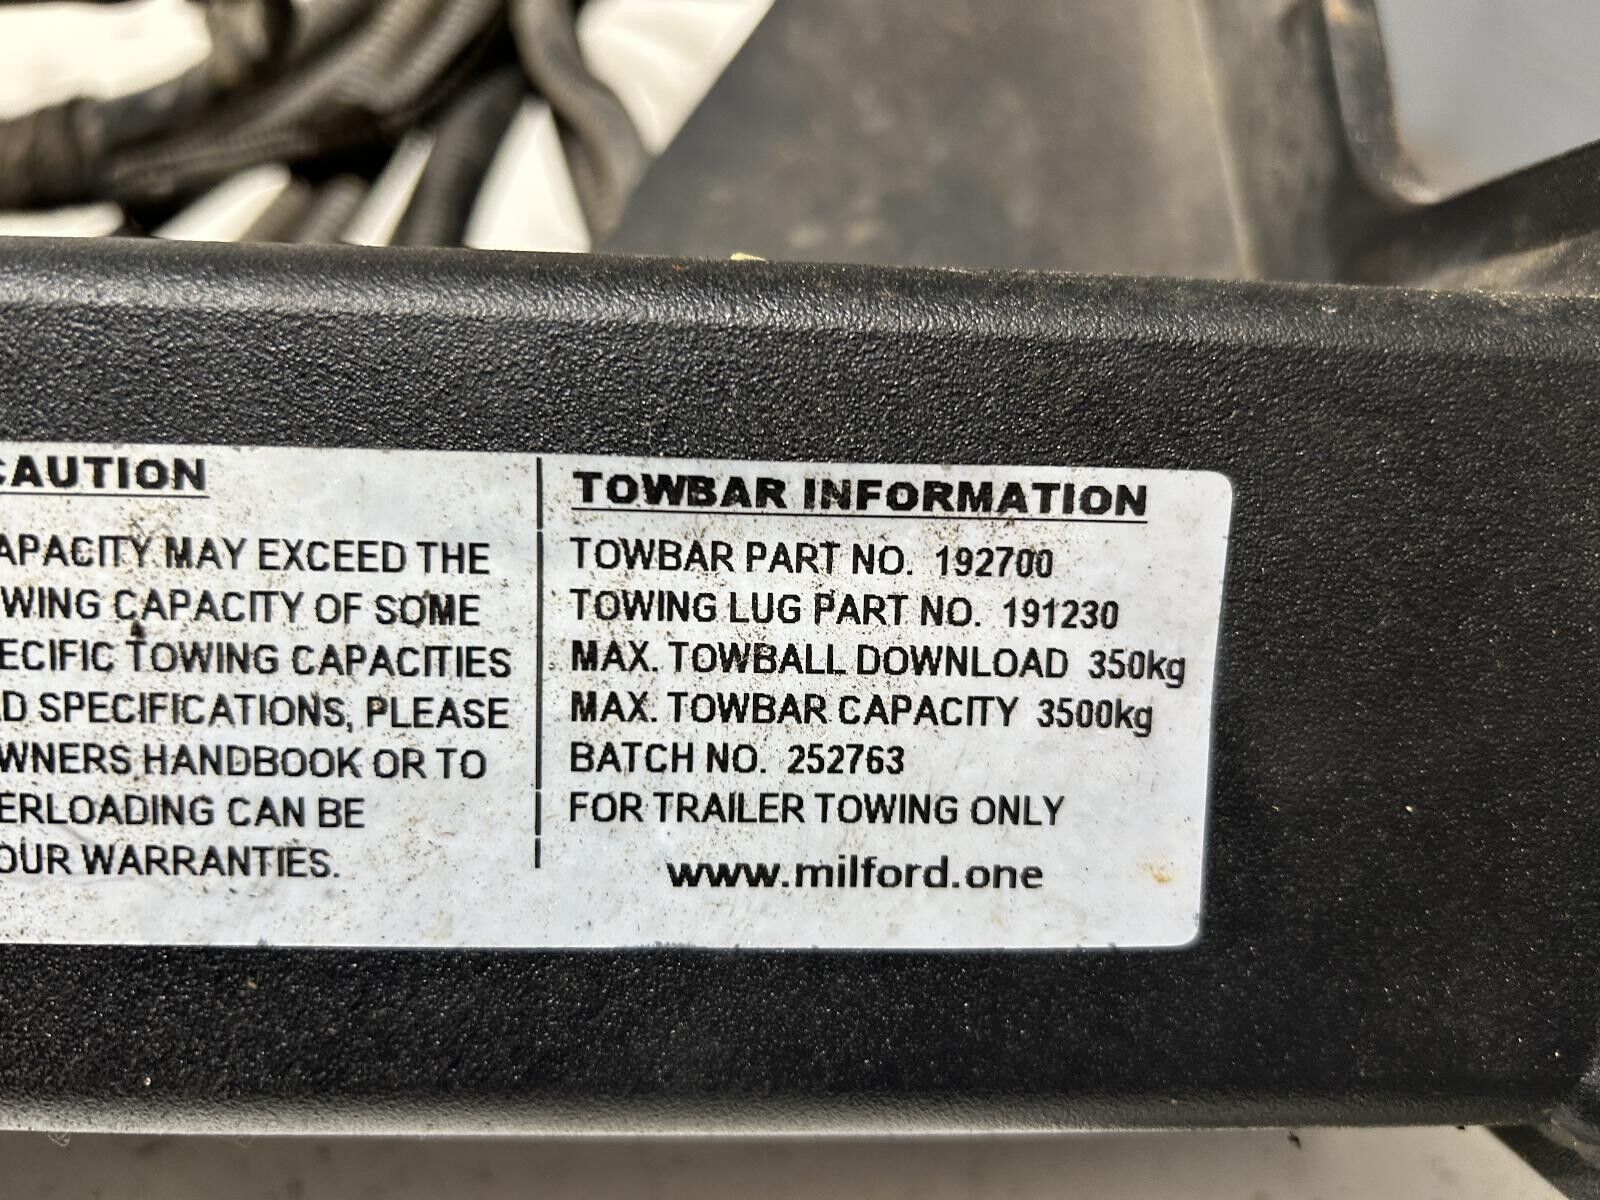 CAUTION
APACITY MAY EXCEED THE
WING CAPACITY OF SOME
ECIFIC TOWING CAPACITIES
D SPECIFICATIONS, PLEASE
WNERS HANDBOOK OR TO
ERLOADING CAN BE
OUR WARRANTIES.
TOWBAR INFORMATION
TOWBAR PART NO. 192700
TOWING LUG PART NO. 191230
MAX. TOWBALL DOWNLOAD 350kg
MAX. TOWBAR CAPACITY 3500kg
BATCH NO. 252763
FOR TRAILER TOWING ONLY
www.milford.one